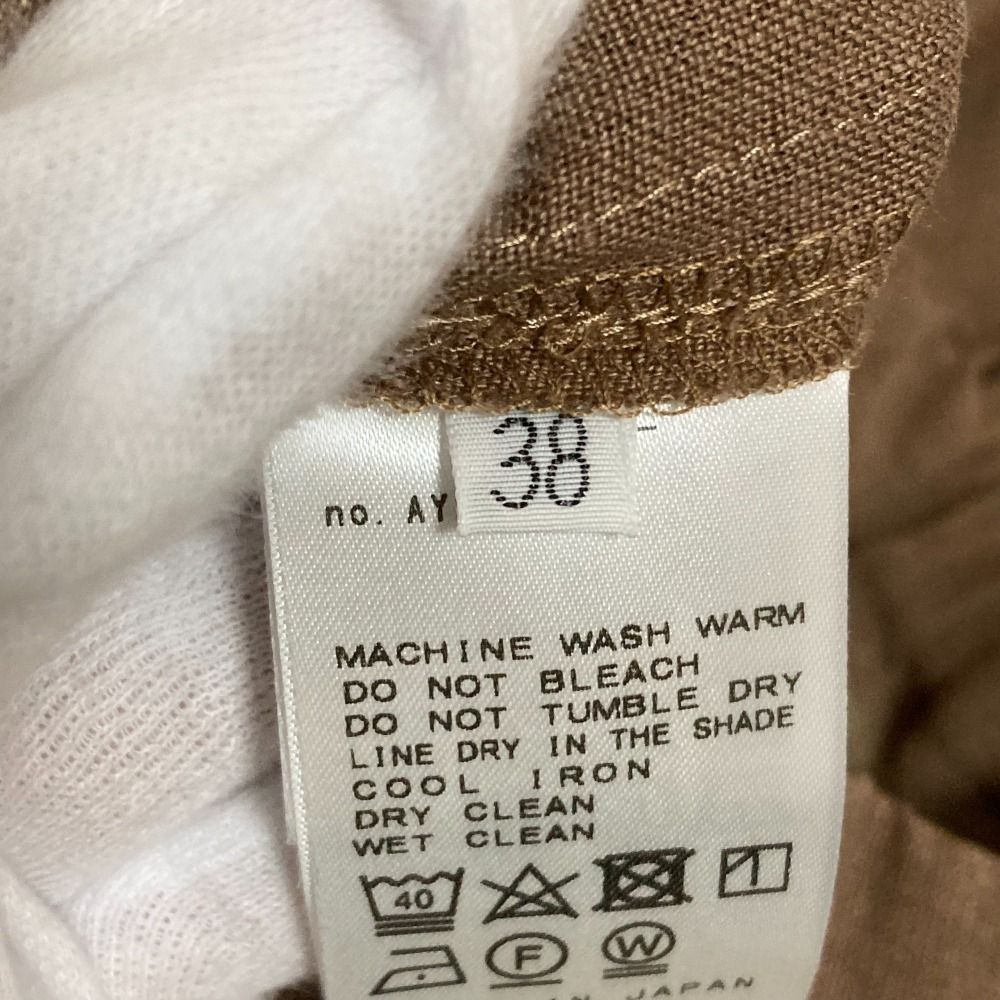 38
no. AY
MACHINE WASH WARM
DO NOT BLEACH
DO NOT TUMBLE DRY
LINE DRY IN THE SHADE
COOL IRON
DRY CLEAN
WET CLEAN
40
F W
IN JAPAN